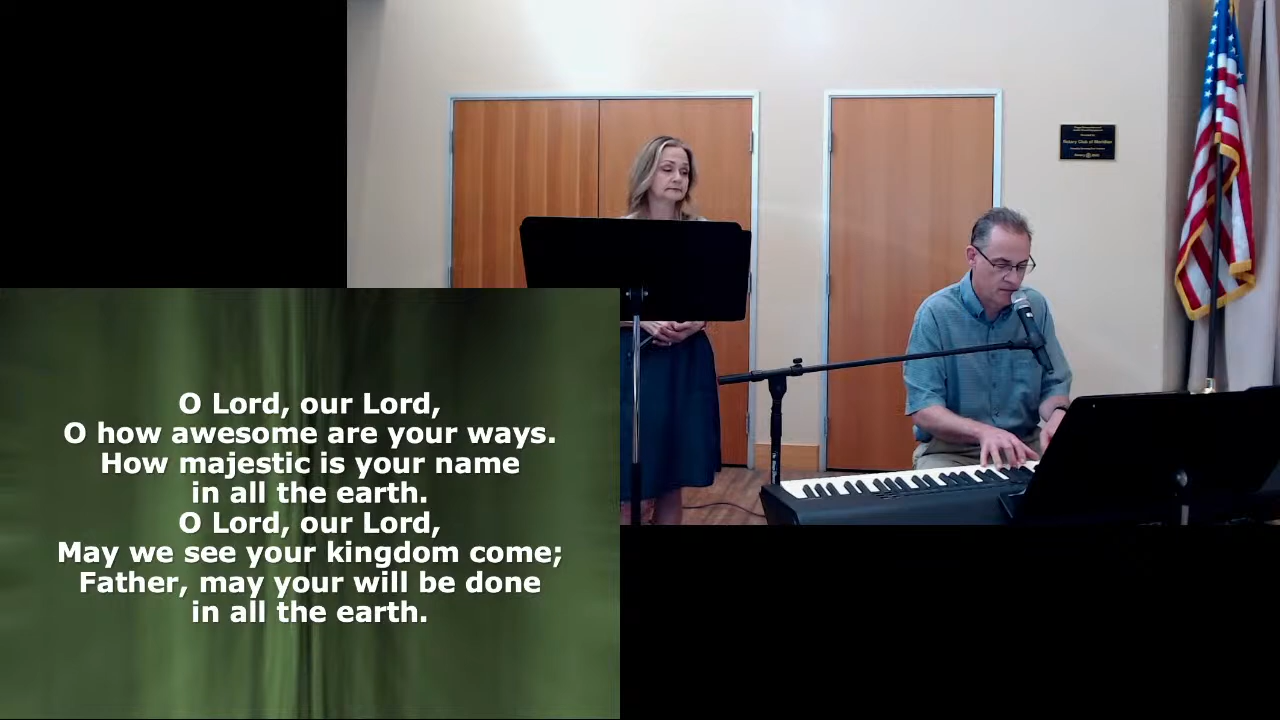 Rotary Club of
O Lord, our Lord,
O how awesome are your ways.
How majestic is your name
in all the earth.
O Lord, our Lord,
May we see your kingdom come;
Father, may your will be done
in all the earth.